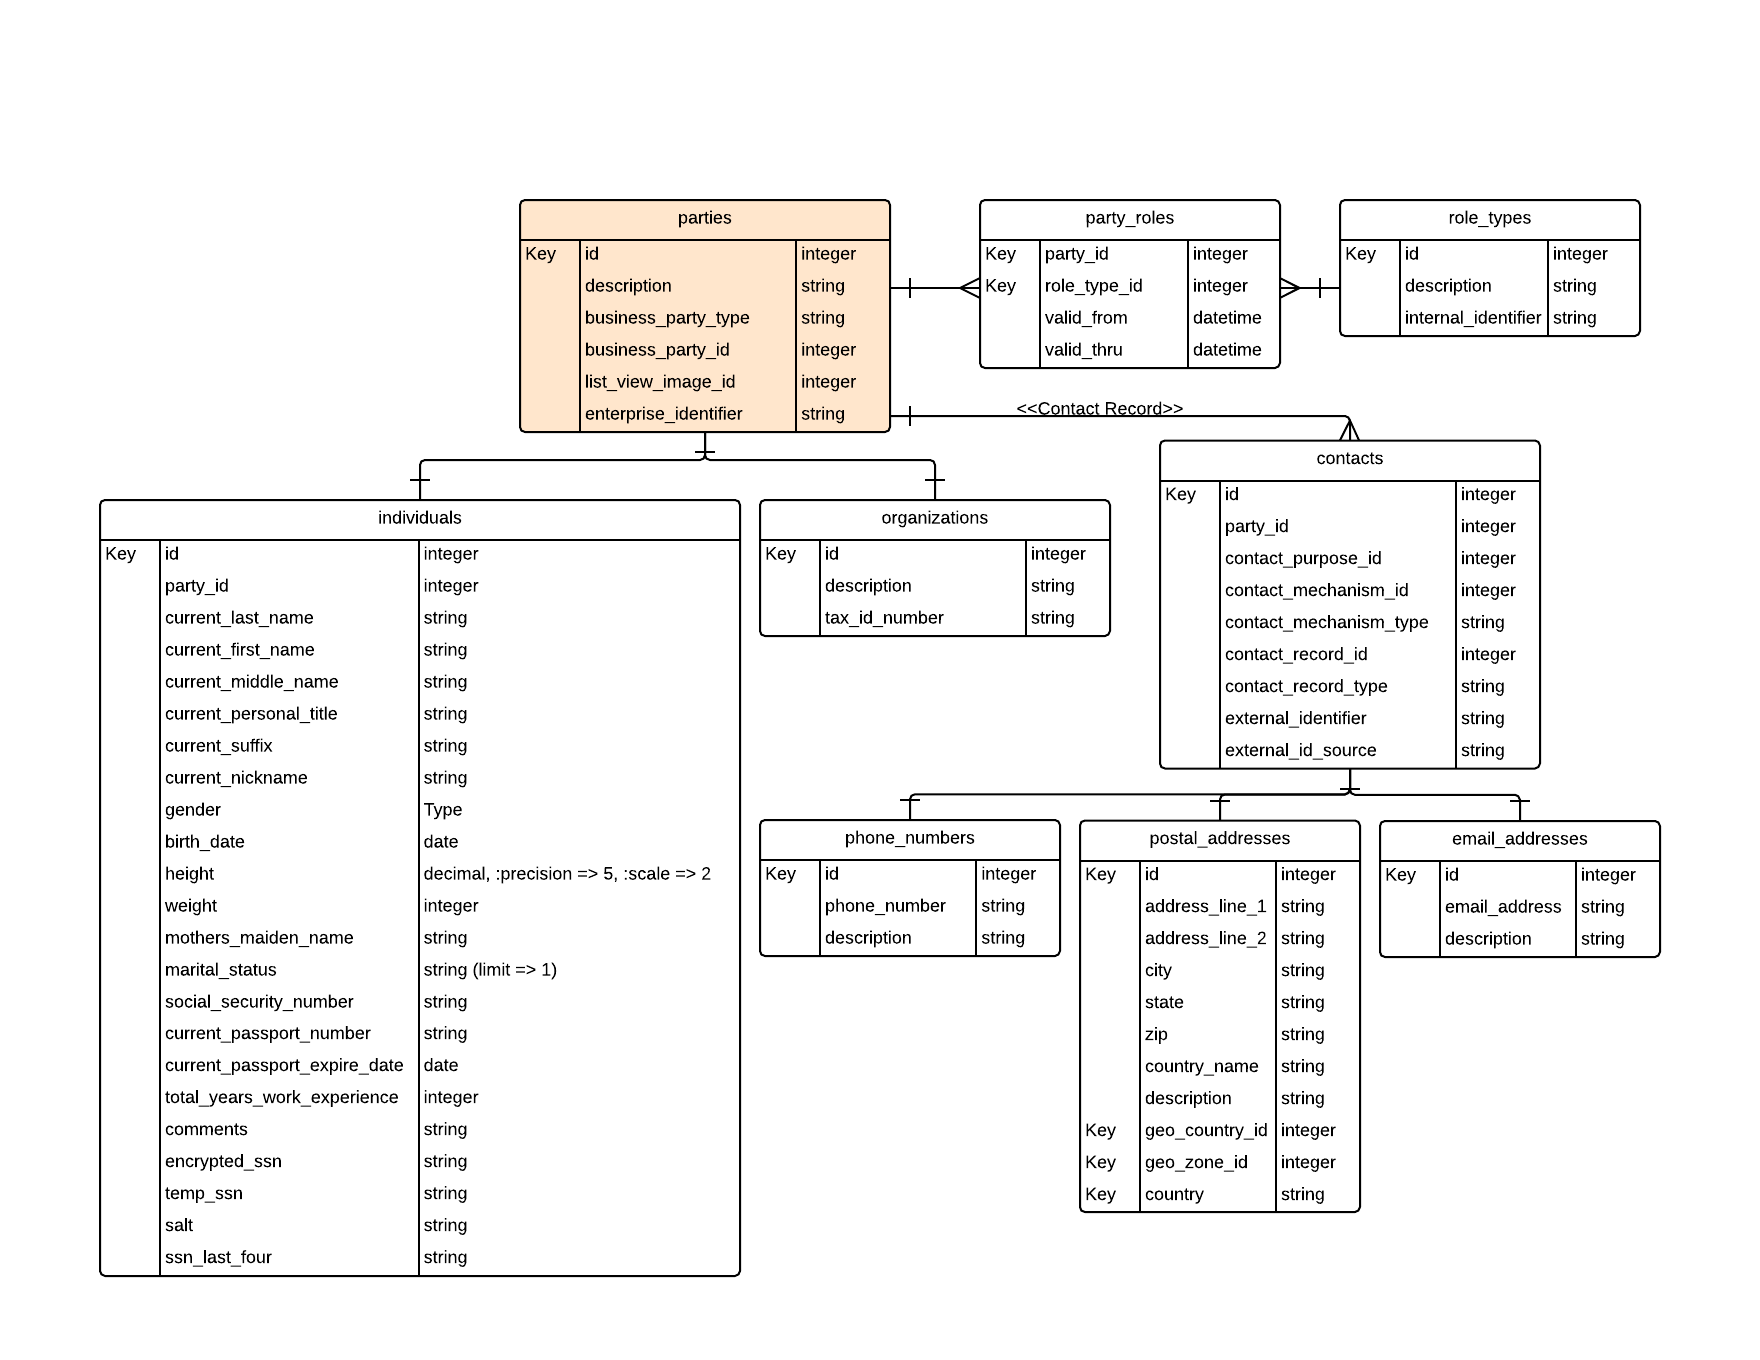 parties
Key id integer
description string
business_party_type string
business_party_id integer
list_view_image_id integer
enterprise_identifier string
party_roles
Key party_id integer
Key role_type_id integer
valid_from datetime
valid_thru datetime
role_types
Key id integer
description string
internal_identifier string
<<Contact Record>>
contacts
Key id integer
party_id integer
contact_purpose_id integer
contact_mechanism_id integer
contact_mechanism_type string
contact_record_id integer
contact_record_type string
external_identifier string
external_id_source string
individuals
Key id integer
party_id integer
current_last_name string
current_first_name string
current_middle_name string
current_personal_title string
current_suffix string
current_nickname string
gender Type
birth_date date
height decimal, :precision => 5, :scale => 2
weight integer
mothers_maiden_name string
marital_status string (limit => 1)
social_security_number string
current_passport_number string
current_passport_expire_date date
total_years_work_experience integer
comments string
encrypted_ssn string
temp_ssn string
salt string
ssn_last_four string
organizations
Key id integer
description string
tax_id_number string
phone_numbers
Key id integer
phone_number string
description string
postal_addresses
Key id integer
address_line_1 string
address_line_2 string
city string
state string
zip string
country_name string
description string
Key geo_country_id integer
Key geo_zone_id integer
Key country string
email_addresses
Key id integer
email_address string
description string